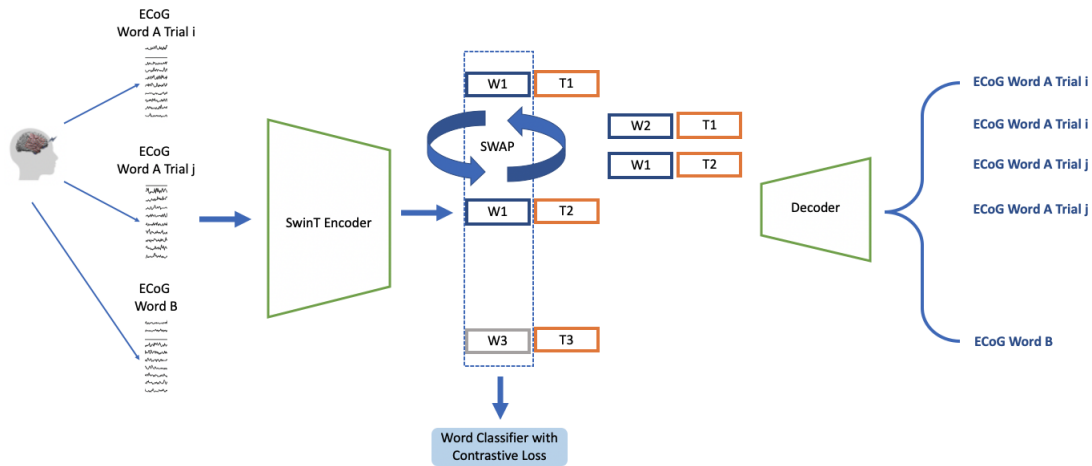 ECoG
Word A Trial i
ECoG
Word A Trial j
ECoG
Word B
SwinT Encoder
W1 T1
SWAP
W2 T1
W1 T2
W1 T2
W3 T3
Word Classifier with
Contrastive Loss
Decoder
ECoG Word A Trial i
ECoG Word A Trial i
ECoG Word A Trial j
ECoG Word A Trial j
ECoG Word B